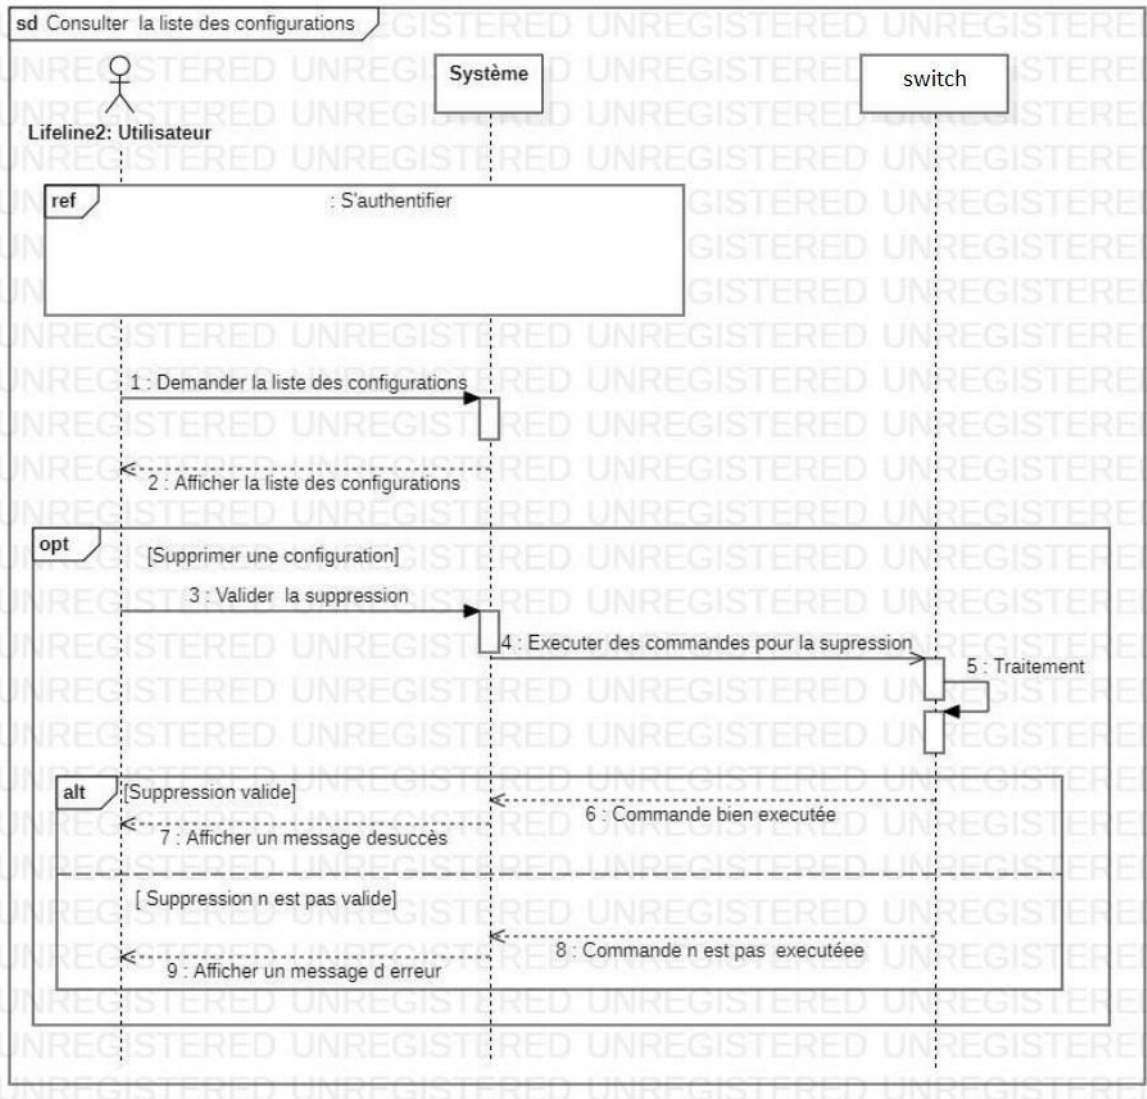 sd Consulter la liste des configurations
Système
switch
Lifeline2: Utilisateur
ref
: S'authentifier
1 : Demander la liste des configurations
2 : Afficher la liste des configurations
opt
[Supprimer une configuration]
3 : Valider la suppression
4 : Executer des commandes pour la supression
5 : Traitement
alt
[Suppression valide]
6 : Commande bien executée
7 : Afficher un message desuccès
[ Suppression n est pas valide]
8 : Commande n est pas executéee
9 : Afficher un message d erreur
UNREGISTERED